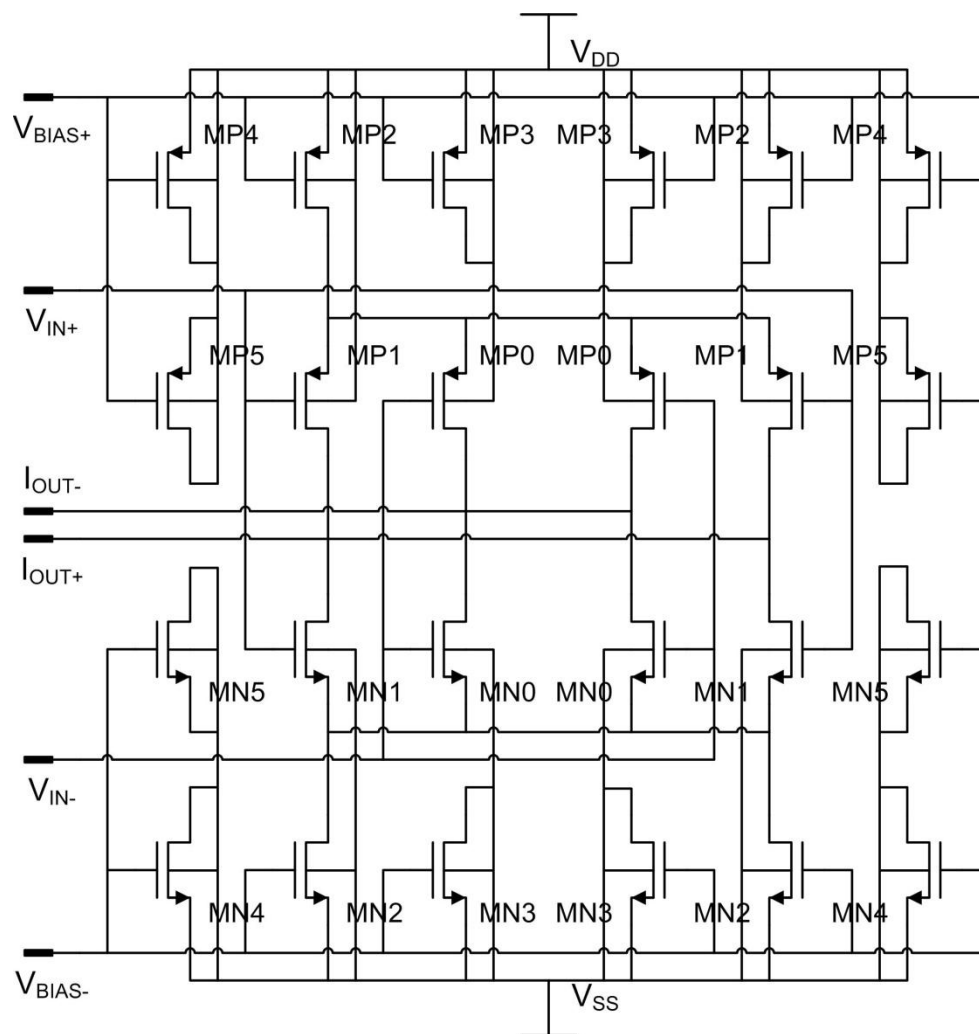 V_DD
V_BIAS+
MP4 MP2 MP3 MP3 MP2 MP4
V_IN+
MP5 MP1 MP0 MP0 MP1 MP5
I_OUT-
I_OUT+
MN5 MN1 MN0 MN0 MN1 MN5
V_IN-
MN4 MN2 MN3 MN3 MN2 MN4
V_BIAS-
V_SS